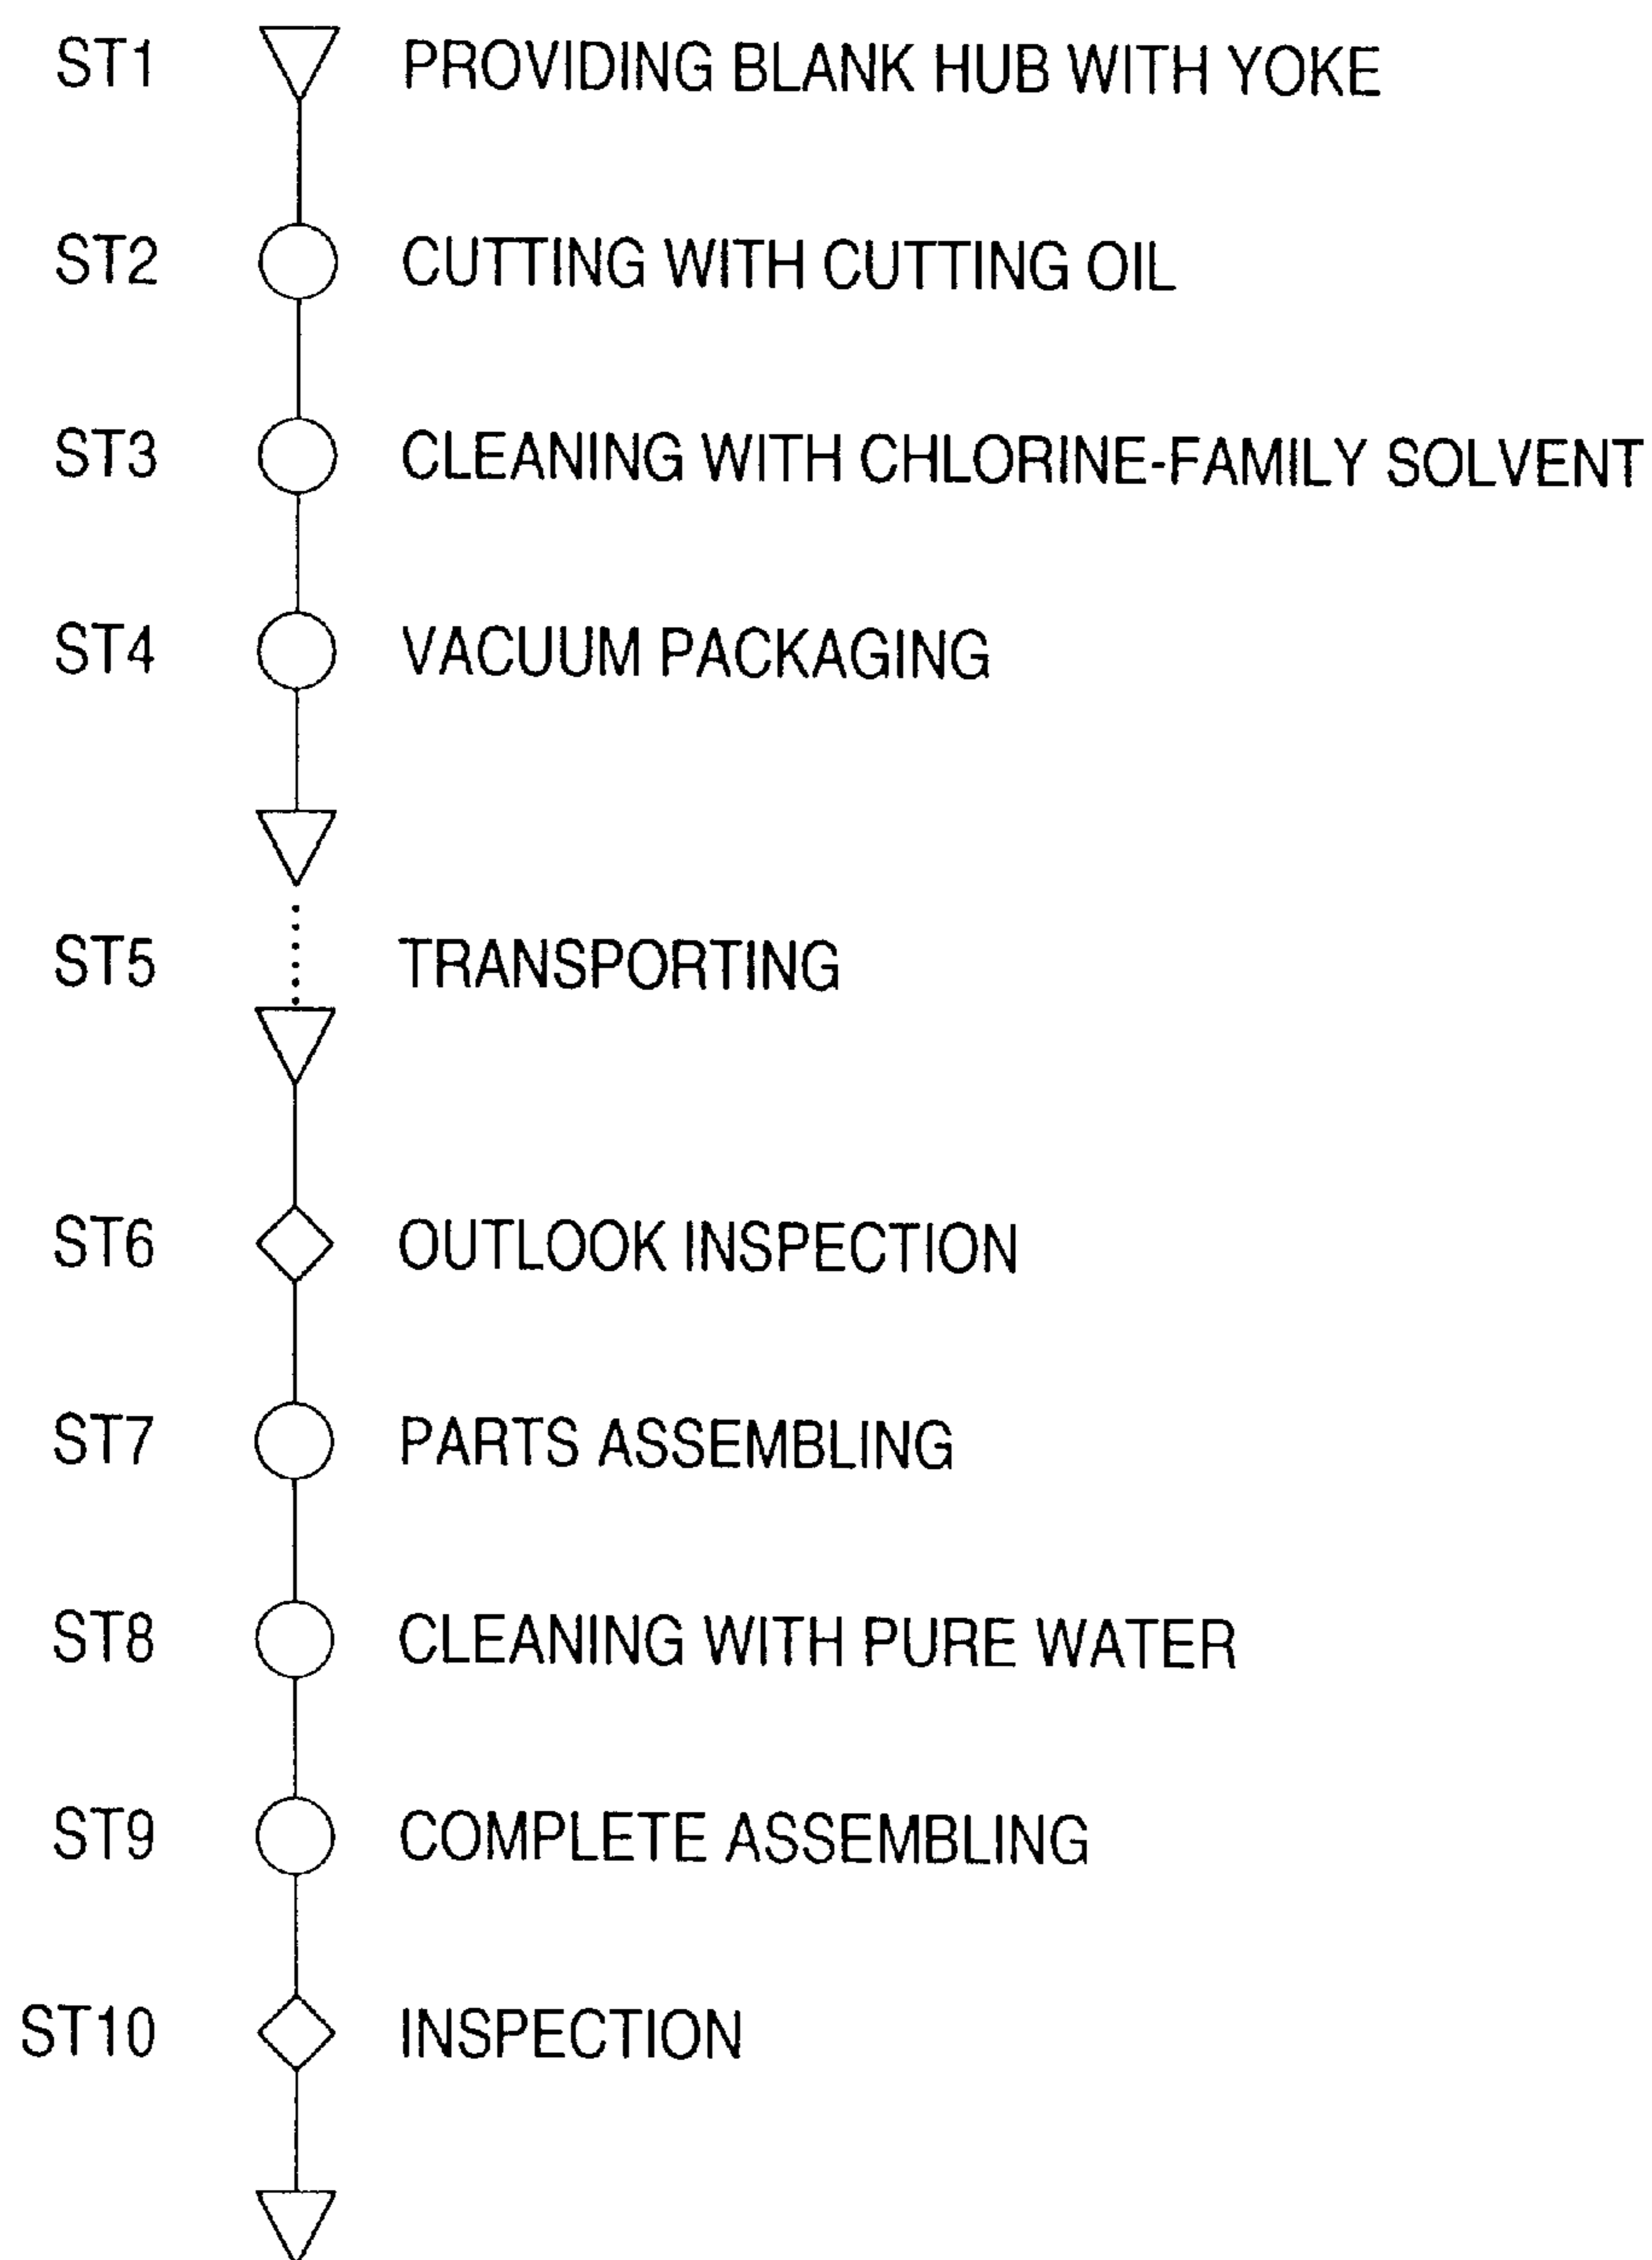 ST1 PROVIDING BLANK HUB WITH YOKE
ST2 CUTTING WITH CUTTING OIL
ST3 CLEANING WITH CHLORINE-FAMILY SOLVENT
ST4 VACUUM PACKAGING
ST5 TRANSPORTING
ST6 OUTLOOK INSPECTION
ST7 PARTS ASSEMBLING
ST8 CLEANING WITH PURE WATER
ST9 COMPLETE ASSEMBLING
ST10 INSPECTION